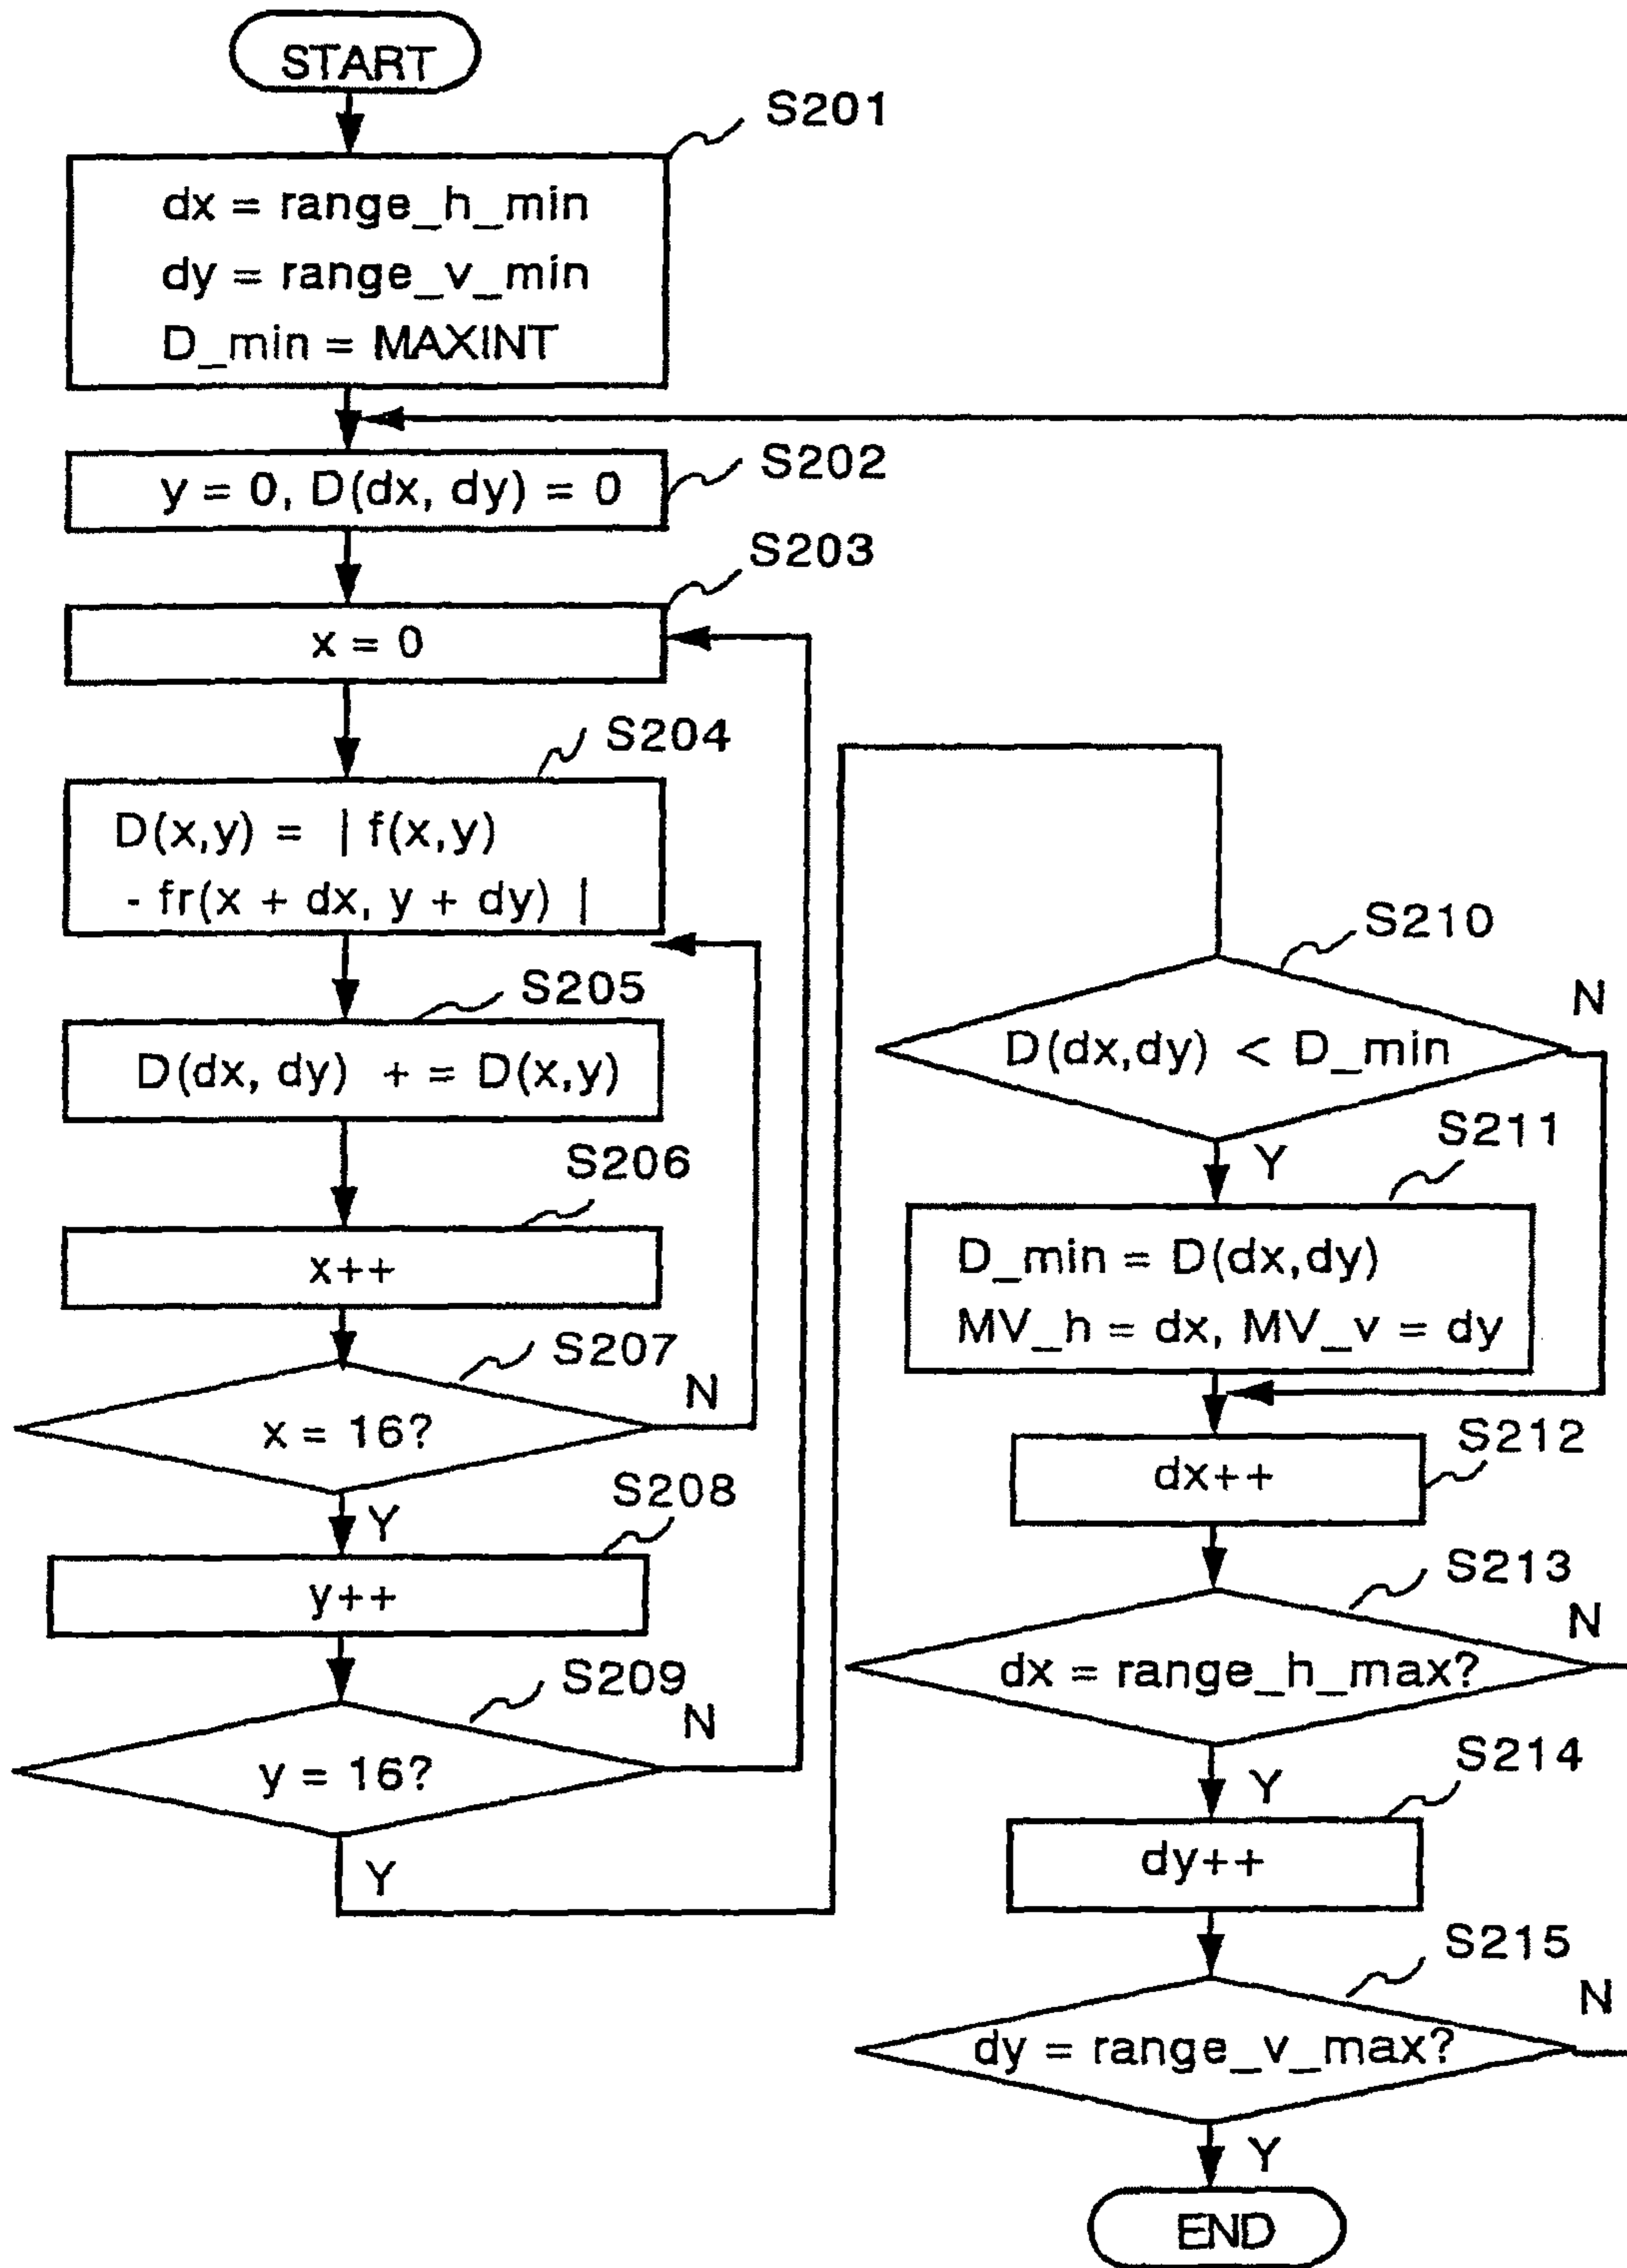 START
S201
dx = range_h_min
dy = range_v_min
D_min = MAXINT
S202
y = 0, D(dx, dy) = 0
S203
x = 0
S204
D(x,y) = | f(x,y)
- fr(x + dx, y + dy) |
S205
D(dx, dy) + = D(x,y)
S206
x++
S207
x = 16?
N
Y
S208
y++
S209
y = 16?
N
Y
S210
D(dx,dy) < D_min
N
Y
S211
D_min = D(dx,dy)
MV_h = dx, MV_v = dy
S212
dx++
S213
dx = range_h_max?
N
Y
S214
dy++
S215
dy = range_v_max?
N
Y
END